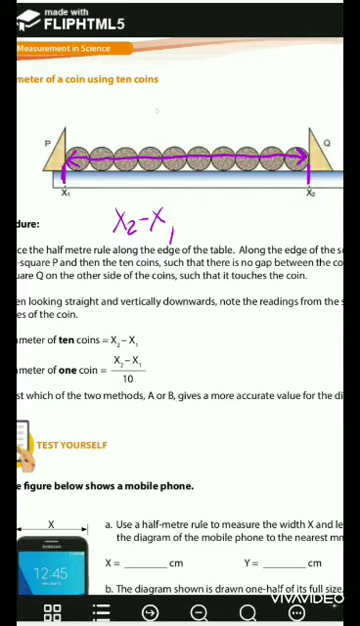 made with
FLIPHTML5
Measurement in Science
meter of a coin using ten coins
P
Q
X₁
X₂
X₂-X₁
dure:
ce the half metre rule along the edge of the table. Along the edge of the
-square P and then the ten coins, such that there is no gap between the
uare Q on the other side of the coins, such that it touches the coin.
en looking straight and vertically downwards, note the readings from the
es of the coin.
ameter of ten coins = X₂ – X₁
ameter of one coin = X₂ – X₁
10
st which of the two methods, A or B, gives a more accurate value for the
TEST YOURSELF
e figure below shows a mobile phone.
X
a. Use a half-metre rule to measure the width X and
the diagram of the mobile phone to the nearest
SAMSUNG
12:45
X = ________ cm
Y = ________ cm
b. The diagram shown is drawn one-half of its full size.
VIVAVIDEO